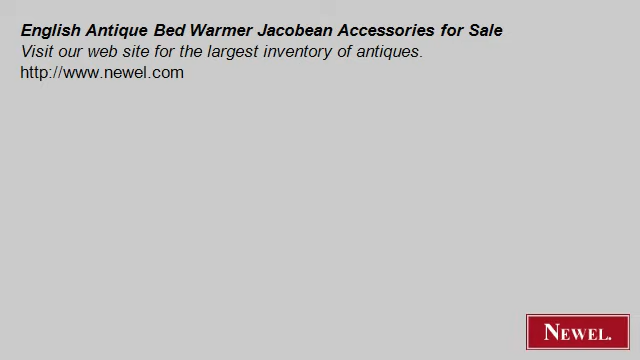 English Antique Bed Warmer Jacobean Accessories for Sale
Visit our web site for the largest inventory of antiques.
http://www.newel.com
NEWEL.